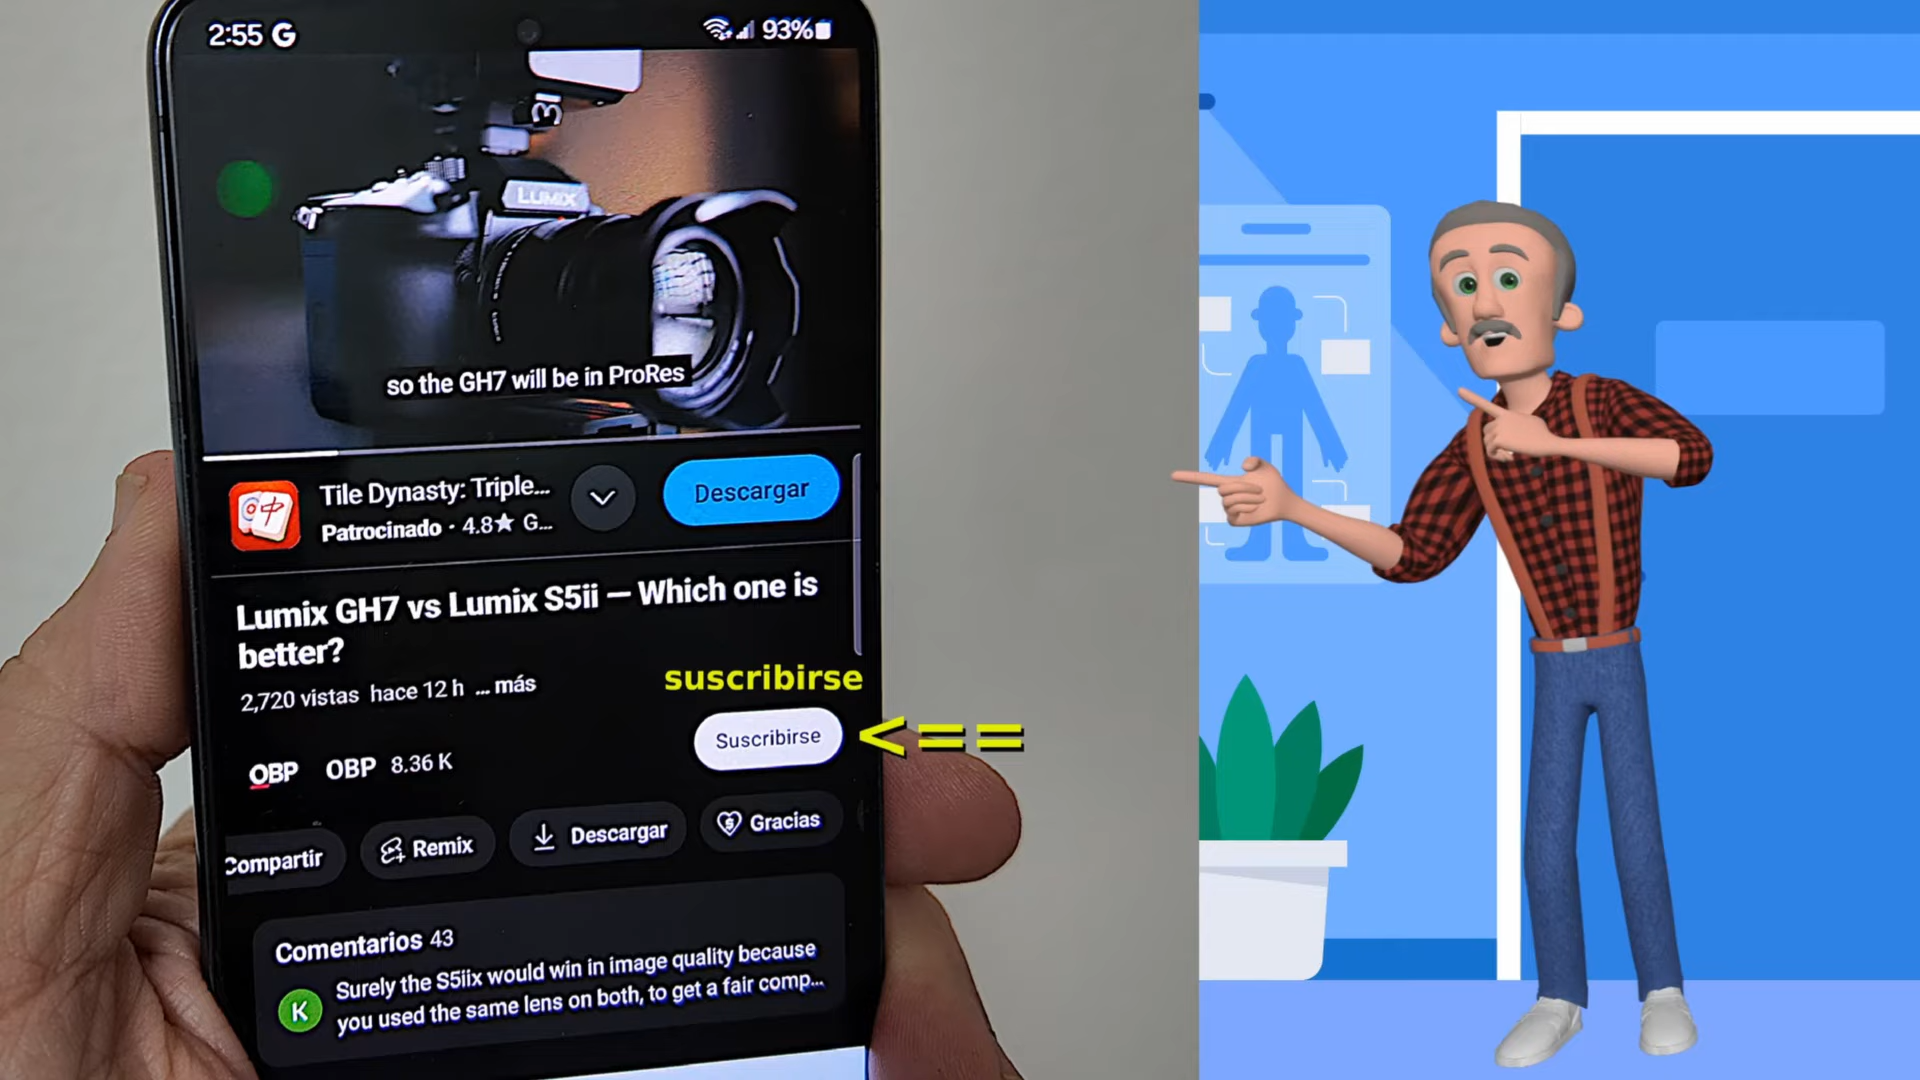 2:55 G 93%
LUMIX
so the GH7 will be in ProRes
Tile Dynasty: Triple...
Patrocinado · 4.8★ G...
Descargar
Lumix GH7 vs Lumix S5ii — Which one is
better?
2,720 vistas hace 12 h ... más
suscribirse
Suscribirse
<==
OBP OBP 8.36 K
Compartir Remix Descargar Gracias
Comentarios 43
K
Surely the S5iix would win in image quality because
you used the same lens on both, to get a fair comp...